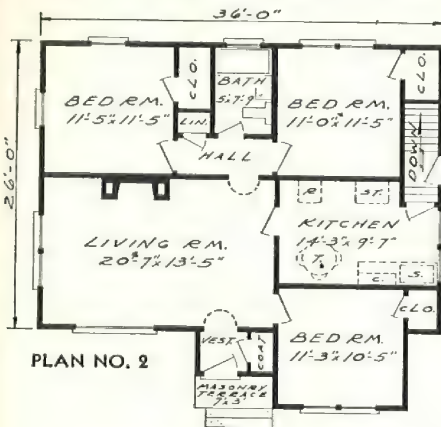 36'-0"
26'-0"
BED RM.
11'-5"x11'-5"
CLO.
LIN.
BATH
5'x7'-9"
BED RM.
11'-0"x11'-5"
CLO.
DOWN
HALL
LIVING RM.
20'-7"x13'-5"
R.
ST.
KITCHEN
14'-3"x9'-7"
T.
C.
S.
VEST.
COAT
BED RM.
11'-3"x10'-5"
CLO.
MASONRY
TERRACE
7'x5'
PLAN NO. 2